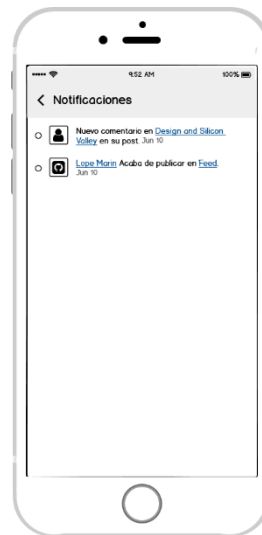 9:52 AM 100%
Notificaciones
Nuevo comentario en Design and Silicon
Valley en su post. Jun 10
Lope Marin Acaba de publicar en Feed.
Jun 10